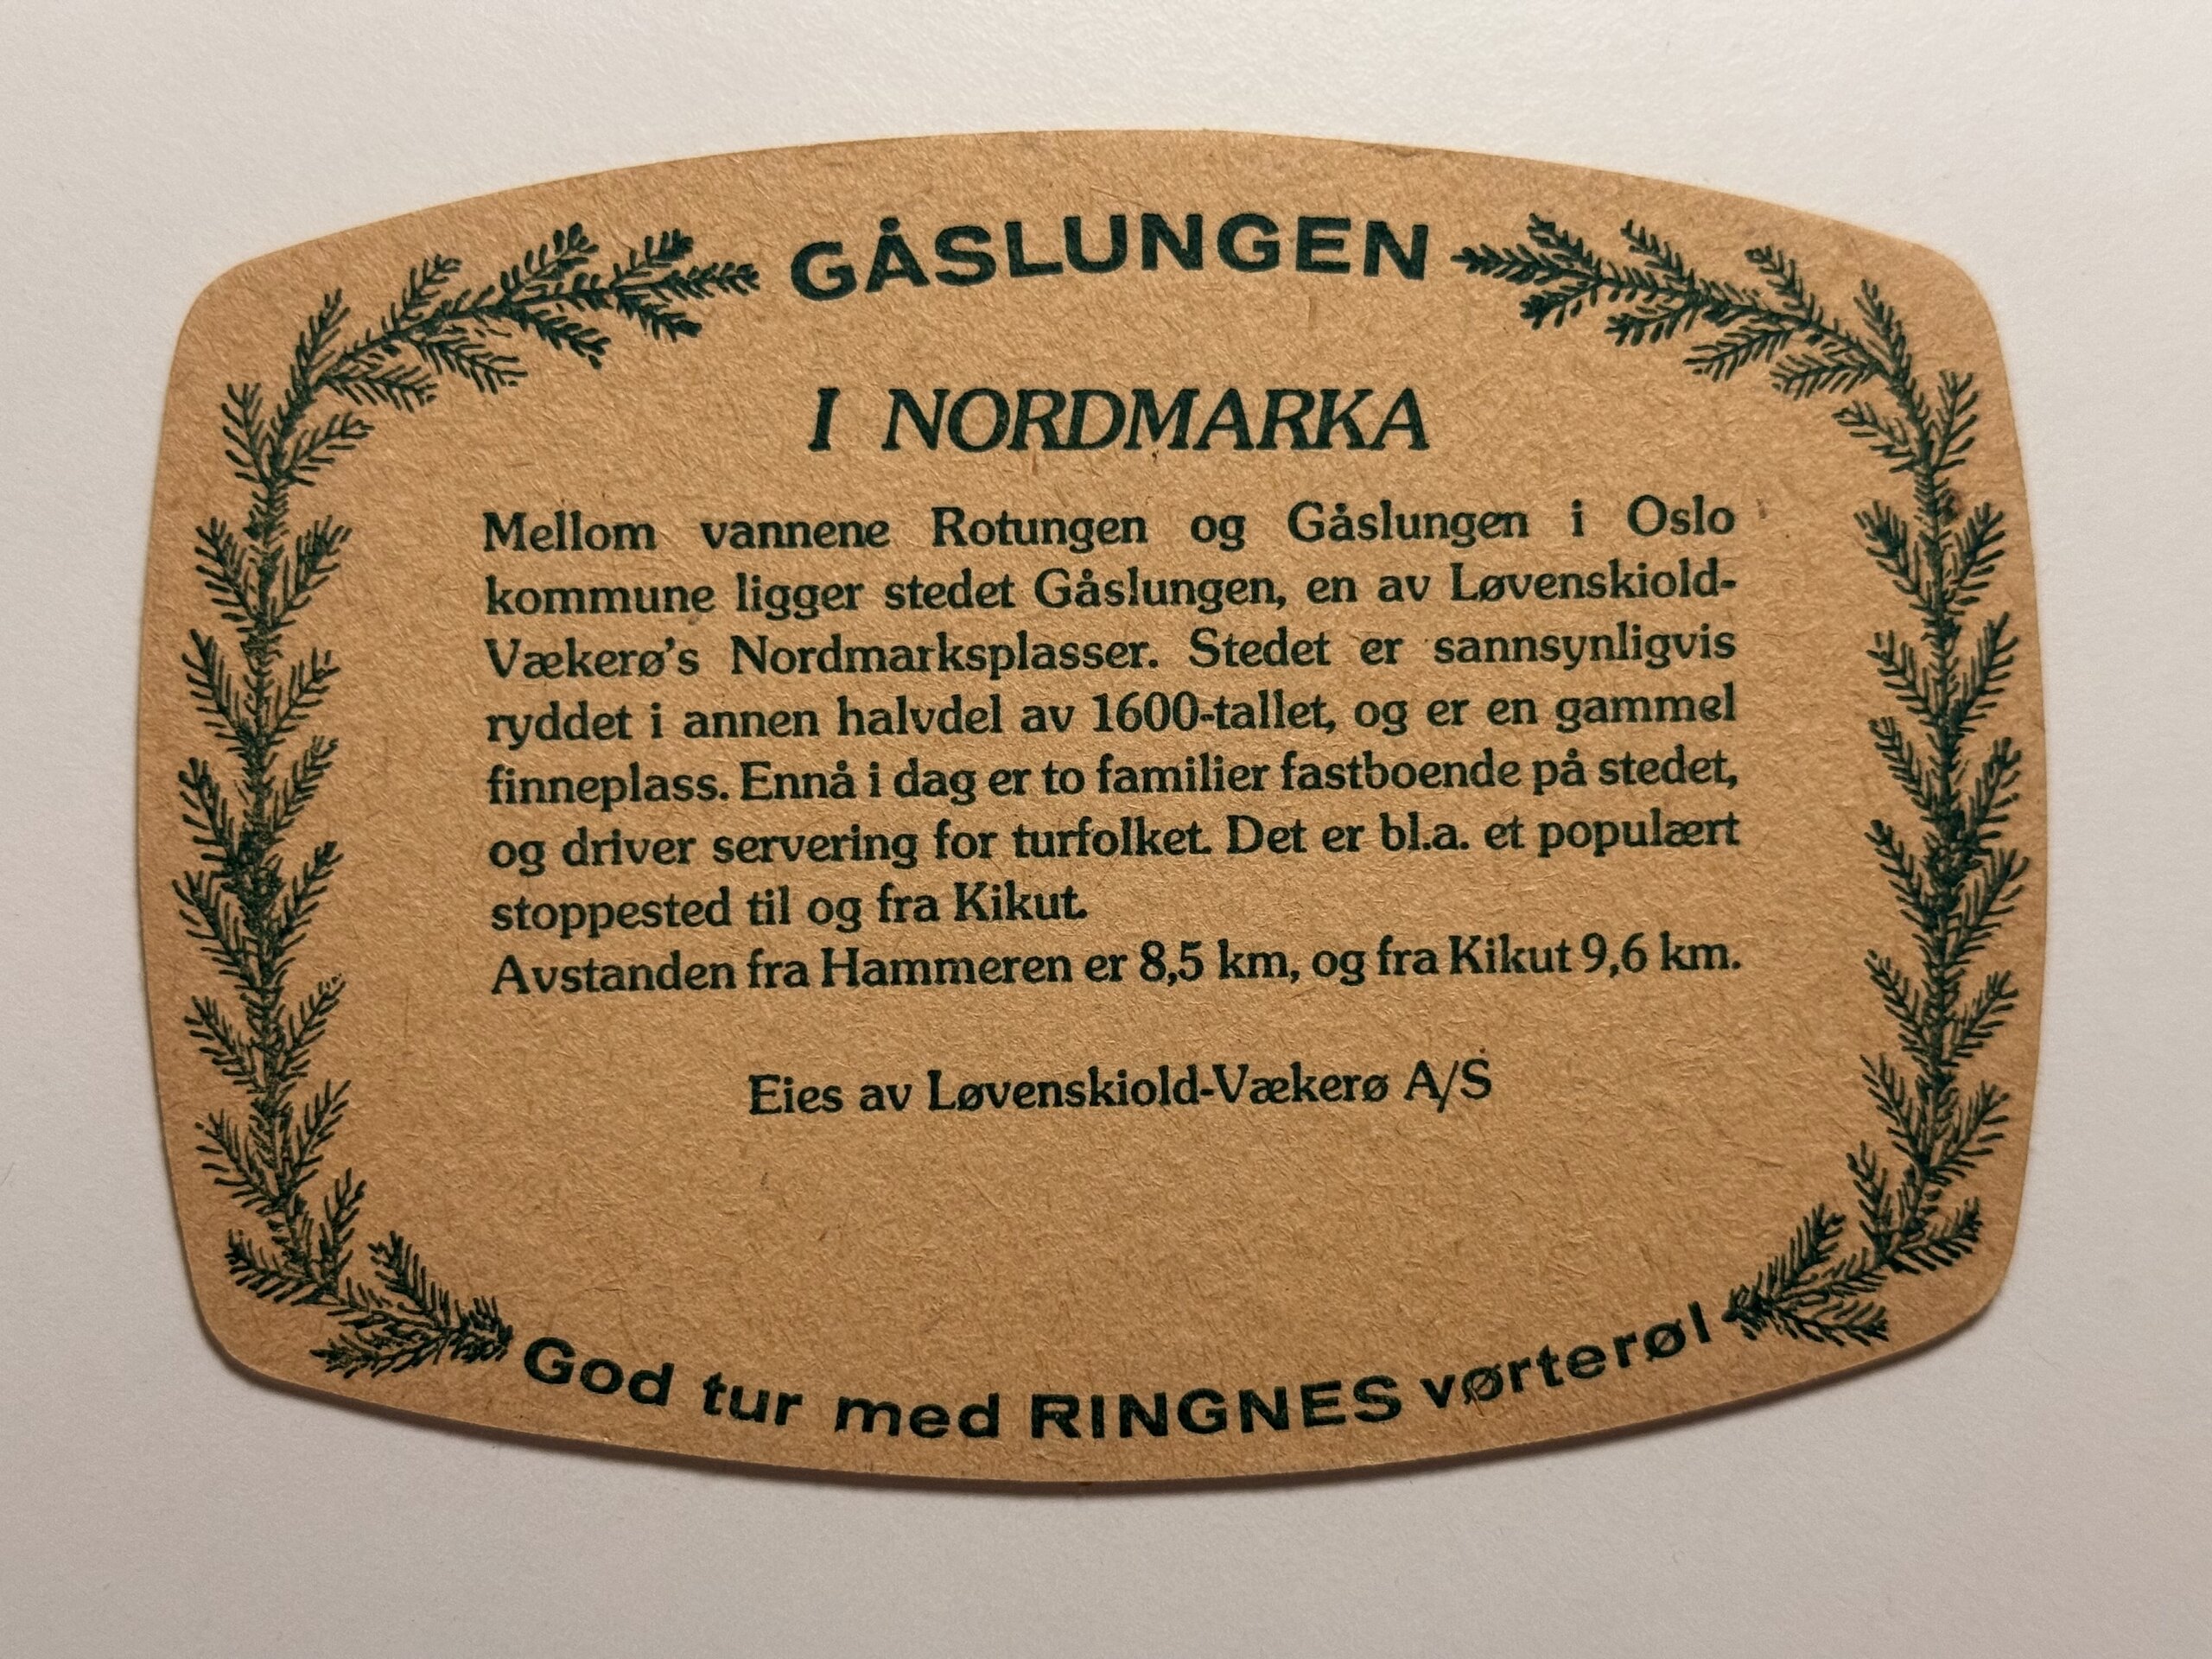 GÅSLUNGEN
I NORDMARKA
Mellom vannene Rotungen og Gåslungen i Oslo
kommune ligger stedet Gåslungen, en av Løvenskiold-
Vækerø's Nordmarksplasser. Stedet er sannsynligvis
ryddet i annen halvdel av 1600-tallet, og er en gammel
finneplass. Ennå i dag er to familier fastboende på stedet,
og driver servering for turfolket. Det er bl.a. et populært
stoppested til og fra Kikut.
Avstanden fra Hammeren er 8,5 km, og fra Kikut 9,6 km.
Eies av Løvenskiold-Vækerø A/S
God tur med RINGNES vørterøl